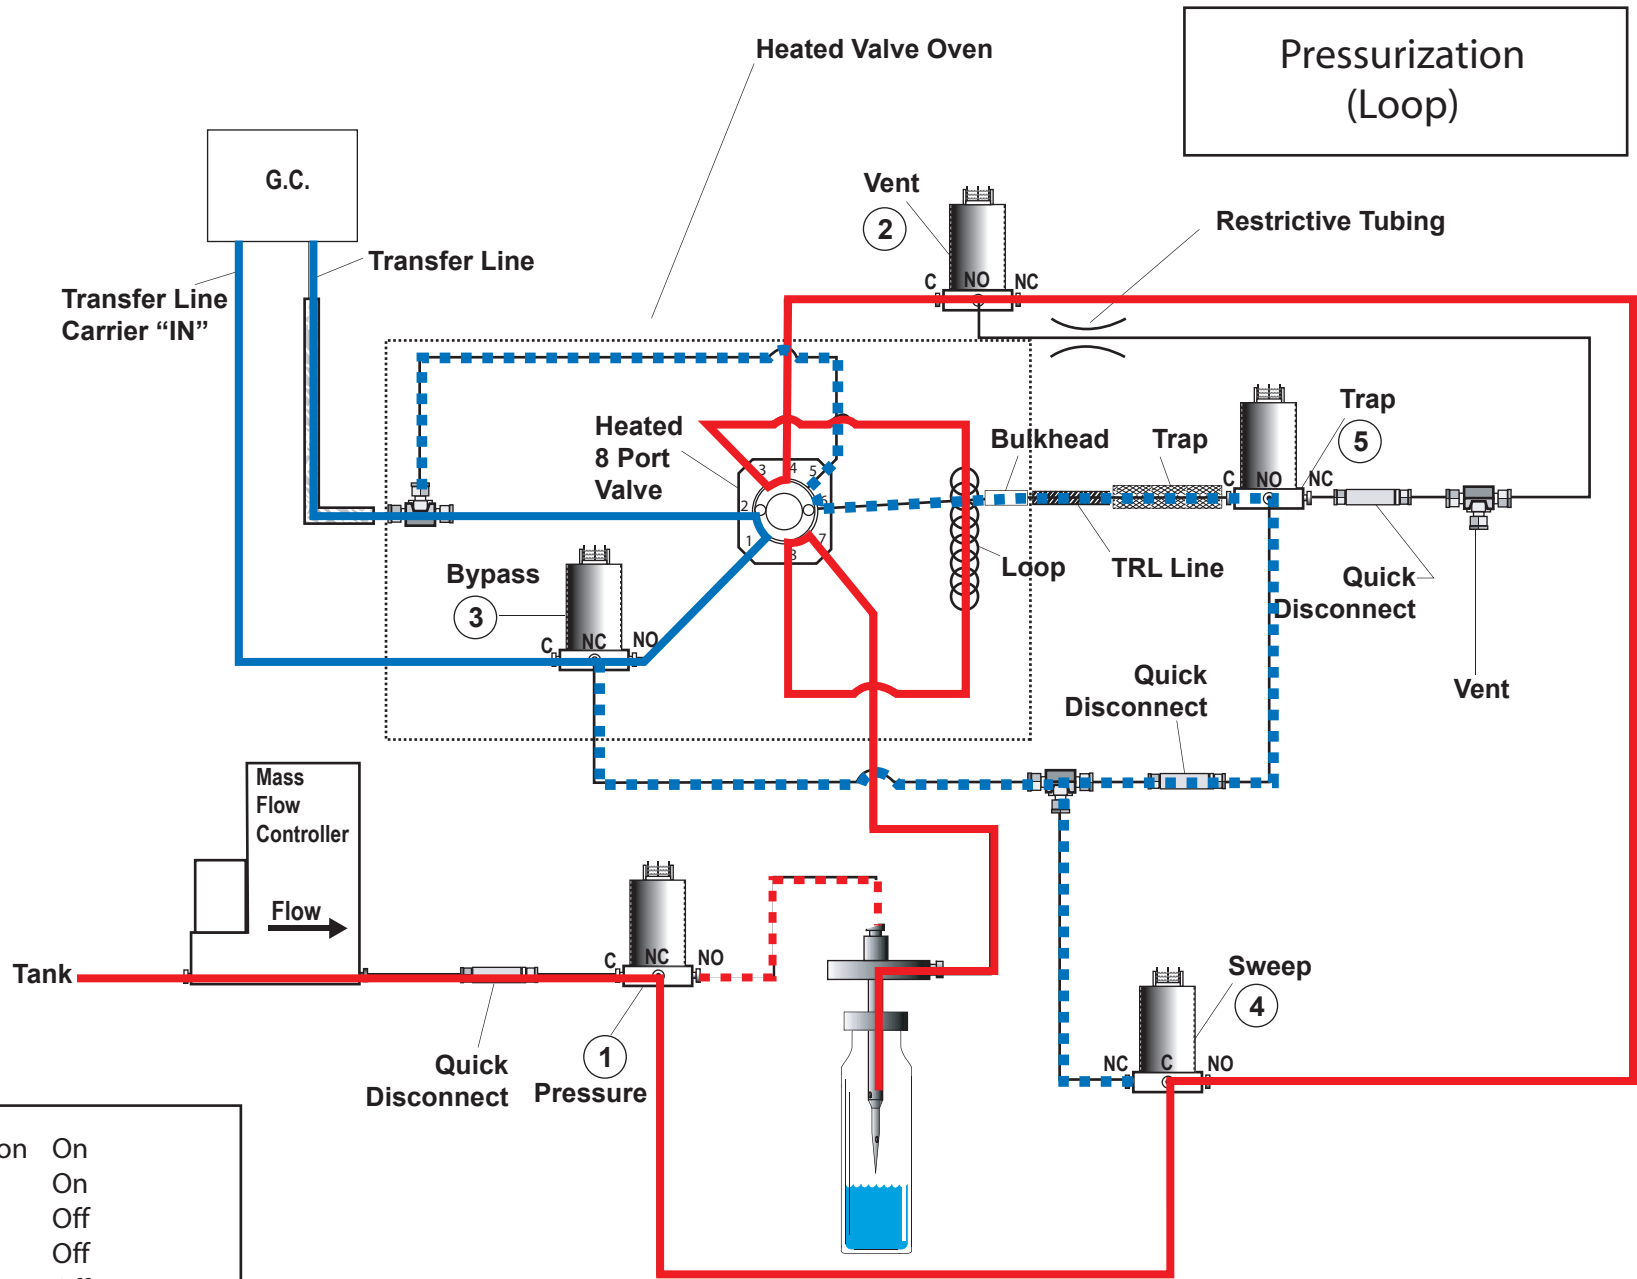 Pressurization
(Loop)
Heated Valve Oven
G.C.
Vent
2
Restrictive Tubing
Transfer Line
C
NO
NC
Transfer Line
Carrier “IN”
Heated
8 Port
Valve
Bulkhead
Trap
Trap
5
C
NO
NC
3
4
5
6
2
1
7
8
Loop
TRL Line
Quick
Disconnect
Bypass
3
C
NC
NO
Quick
Disconnect
Vent
Mass
Flow
Controller
Flow
Tank
C
NC
NO
Sweep
4
Quick
Disconnect
1
Pressure
NC
C
NO
on On
On
Off
Off